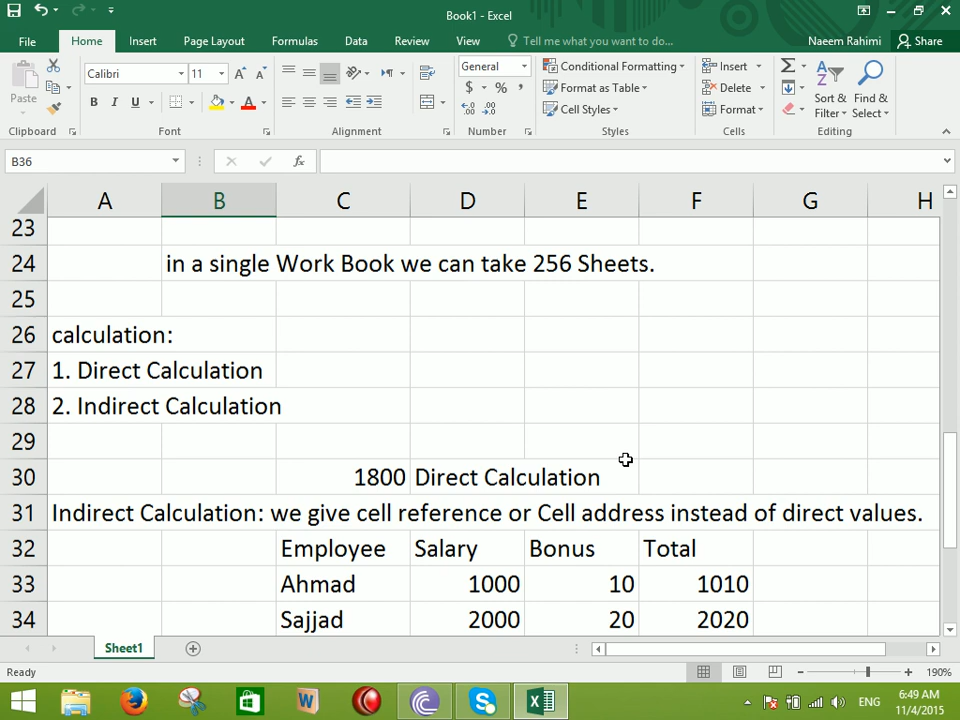 Book1 - Excel
File Home Insert Page Layout Formulas Data Review View Tell me what you want to do... Naeem Rahimi Share
Paste Calibri 11 General Conditional Formatting Insert
B I U $ % , Format as Table Delete Sort & Find &
Cell Styles Format Filter Select
Clipboard Font Alignment Number Styles Cells Editing
B36 fx
A B C D E F G H
23
24 in a single Work Book we can take 256 Sheets.
25
26 calculation:
27 1. Direct Calculation
28 2. Indirect Calculation
29
30 1800 Direct Calculation
31 Indirect Calculation: we give cell reference or Cell address instead of direct values.
32 Employee Salary Bonus Total
33 Ahmad 1000 10 1010
34 Sajjad 2000 20 2020
Sheet1
Ready 190%
ENG 6:49 AM
11/4/2015